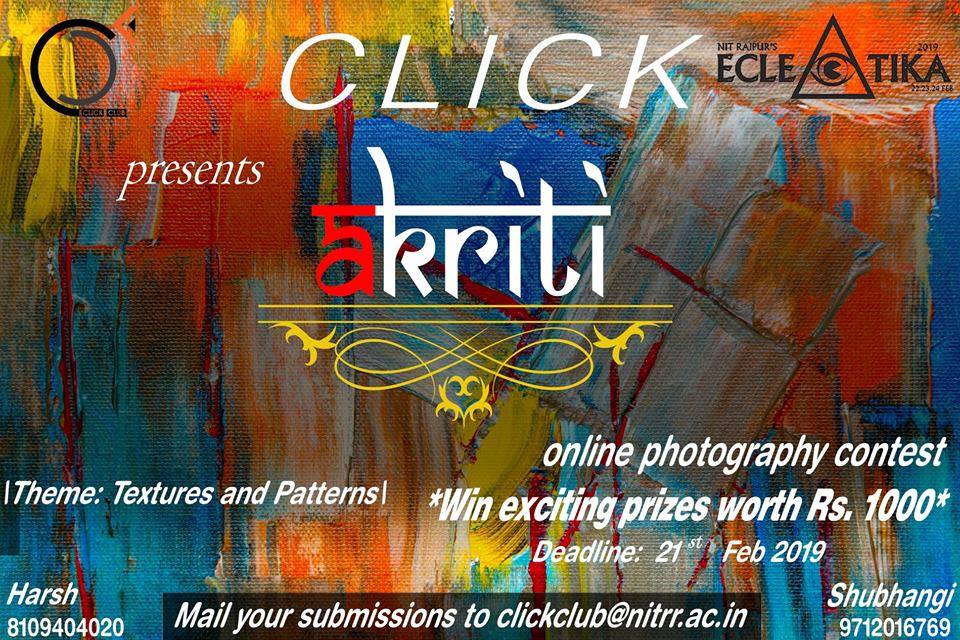 CLICK CLUB
CLICK
NIT RAIPUR'S
2019
ECLECTIKA
22.23.24 FEB
presents
akriti
online photography contest
|Theme: Textures and Patterns|
*Win exciting prizes worth Rs. 1000*
Deadline: 21st Feb 2019
Harsh
8109404020
Mail your submissions to clickclub@nitrr.ac.in
Shubhangi
9712016769